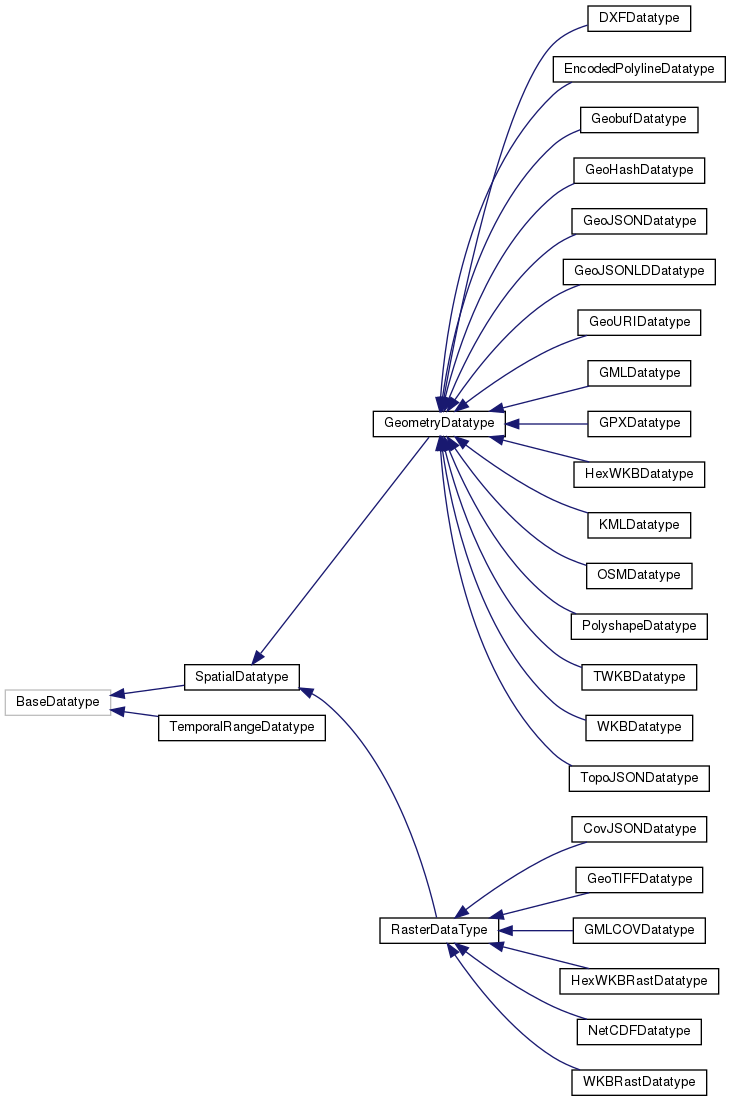 DXFDatatype
EncodedPolylineDatatype
GeobufDatatype
GeoHashDatatype
GeoJSONDatatype
GeoJSONLDDatatype
GeoURIDatatype
GMLDatatype
GeometryDatatype
GPXDatatype
HexWKBDatatype
KMLDatatype
OSMDatatype
PolyshapeDatatype
SpatialDatatype
TWKBDatatype
BaseDatatype
TemporalRangeDatatype
WKBDatatype
TopoJSONDatatype
CovJSONDatatype
GeoTIFFDatatype
RasterDataType
GMLCOVDatatype
HexWKBRastDatatype
NetCDFDatatype
WKBRastDatatype